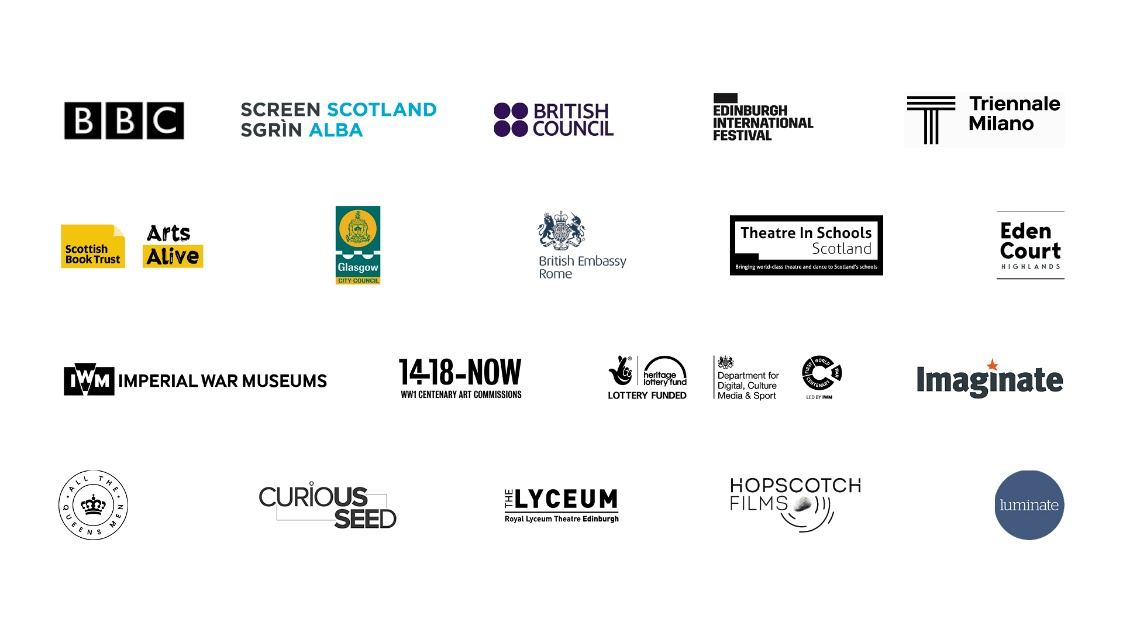 BBC
SCREEN SCOTLAND
SGRÌN ALBA
BRITISH
COUNCIL
EDINBURGH
INTERNATIONAL
FESTIVAL
Triennale
Milano
Scottish
Book Trust
Arts
Alive
Glasgow
CITY COUNCIL
British Embassy
Rome
Theatre In Schools
Scotland
Bringing world-class theatre and dance to Scotland's schools
Eden
Court
HIGHLANDS
IWM IMPERIAL WAR MUSEUMS
14-18-NOW
WW1 CENTENARY ART COMMISSIONS
heritage
lottery fund
LOTTERY FUNDED
Department for
Digital, Culture
Media & Sport
FIRST WORLD WAR CENTENARY
LED BY IWM
Imaginate
ALL THE QUEENS MEN
CURIOUS
SEED
THE LYCEUM
Royal Lyceum Theatre Edinburgh
HOPSCOTCH
FILMS
luminate